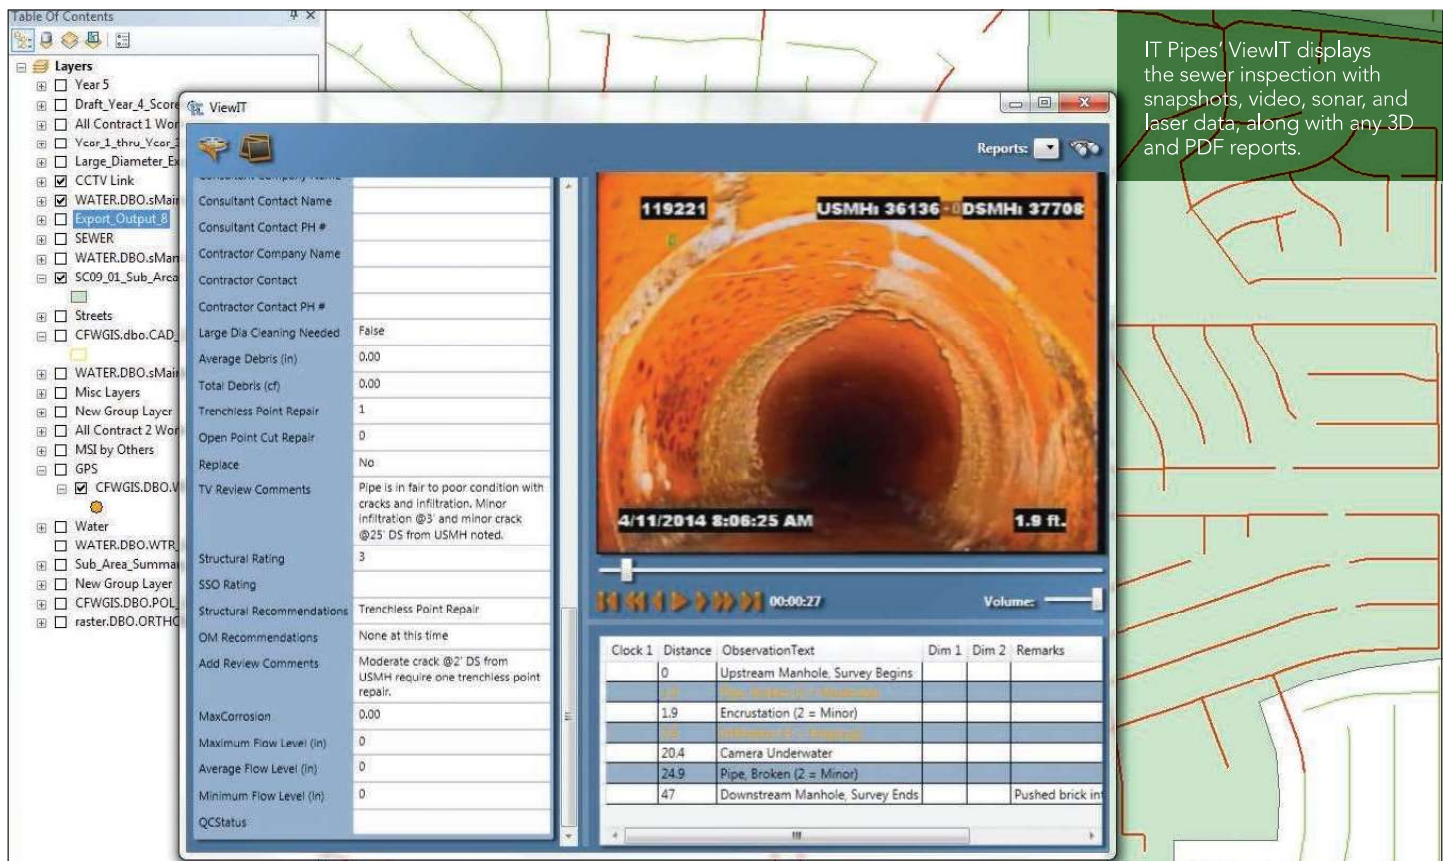 Table Of Contents
Layers
Year 5
Draft_Year_4_Score
All Contract 1 Wor
Year_1_thru_Year_3
Large_Diameter_Ex
CCTV Link
WATER.DBO.sMain
Export_Output_8
SEWER
WATER.DBO.sMan
SC09_01_Sub_Area
Streets
CFWGIS.dbo.CAD_
WATER.DBO.sMain
Misc Layers
New Group Layer
All Contract 2 Wor
MSI by Others
GPS
CFWGIS.DBO.W
Water
WATER.DBO.WTR_
Sub_Area_Summar
New Group Layer
CFWGIS.DBO.POL_
raster.DBO.ORTHO
ViewIT
Reports:
Consultant Company Name
Consultant Contact Name
Consultant Contact PH #
Contractor Company Name
Contractor Contact
Contractor Contact PH #
Large Dia Cleaning Needed False
Average Debris (in) 0.00
Total Debris (cf) 0.00
Trenchless Point Repair 1
Open Point Cut Repair 0
Replace No
TV Review Comments Pipe is in fair to poor condition with
cracks and infiltration. Minor
infiltration @3' and minor crack
@25' DS from USMH noted.
Structural Rating 3
SSO Rating
Structural Recommendations Trenchless Point Repair
OM Recommendations None at this time
Add Review Comments Moderate crack @2' DS from
USMH require one trenchless point
repair.
MaxCorrosion 0.00
Maximum Flow Level (in) 0
Average Flow Level (in) 0
Minimum Flow Level (in) 0
QCStatus
119221 USMH: 36136 DSMH: 37708
4/11/2014 8:06:25 AM 1.9 ft.
00:00:27 Volume:
Clock 1 Distance ObservationText Dim 1 Dim 2 Remarks
0 Upstream Manhole, Survey Begins
1.9 Encrustation (2 = Minor)
20.4 Camera Underwater
24.9 Pipe, Broken (2 = Minor)
47 Downstream Manhole, Survey Ends Pushed brick int
IT Pipes' ViewIT displays
the sewer inspection with
snapshots, video, sonar, and
laser data, along with any 3D
and PDF reports.